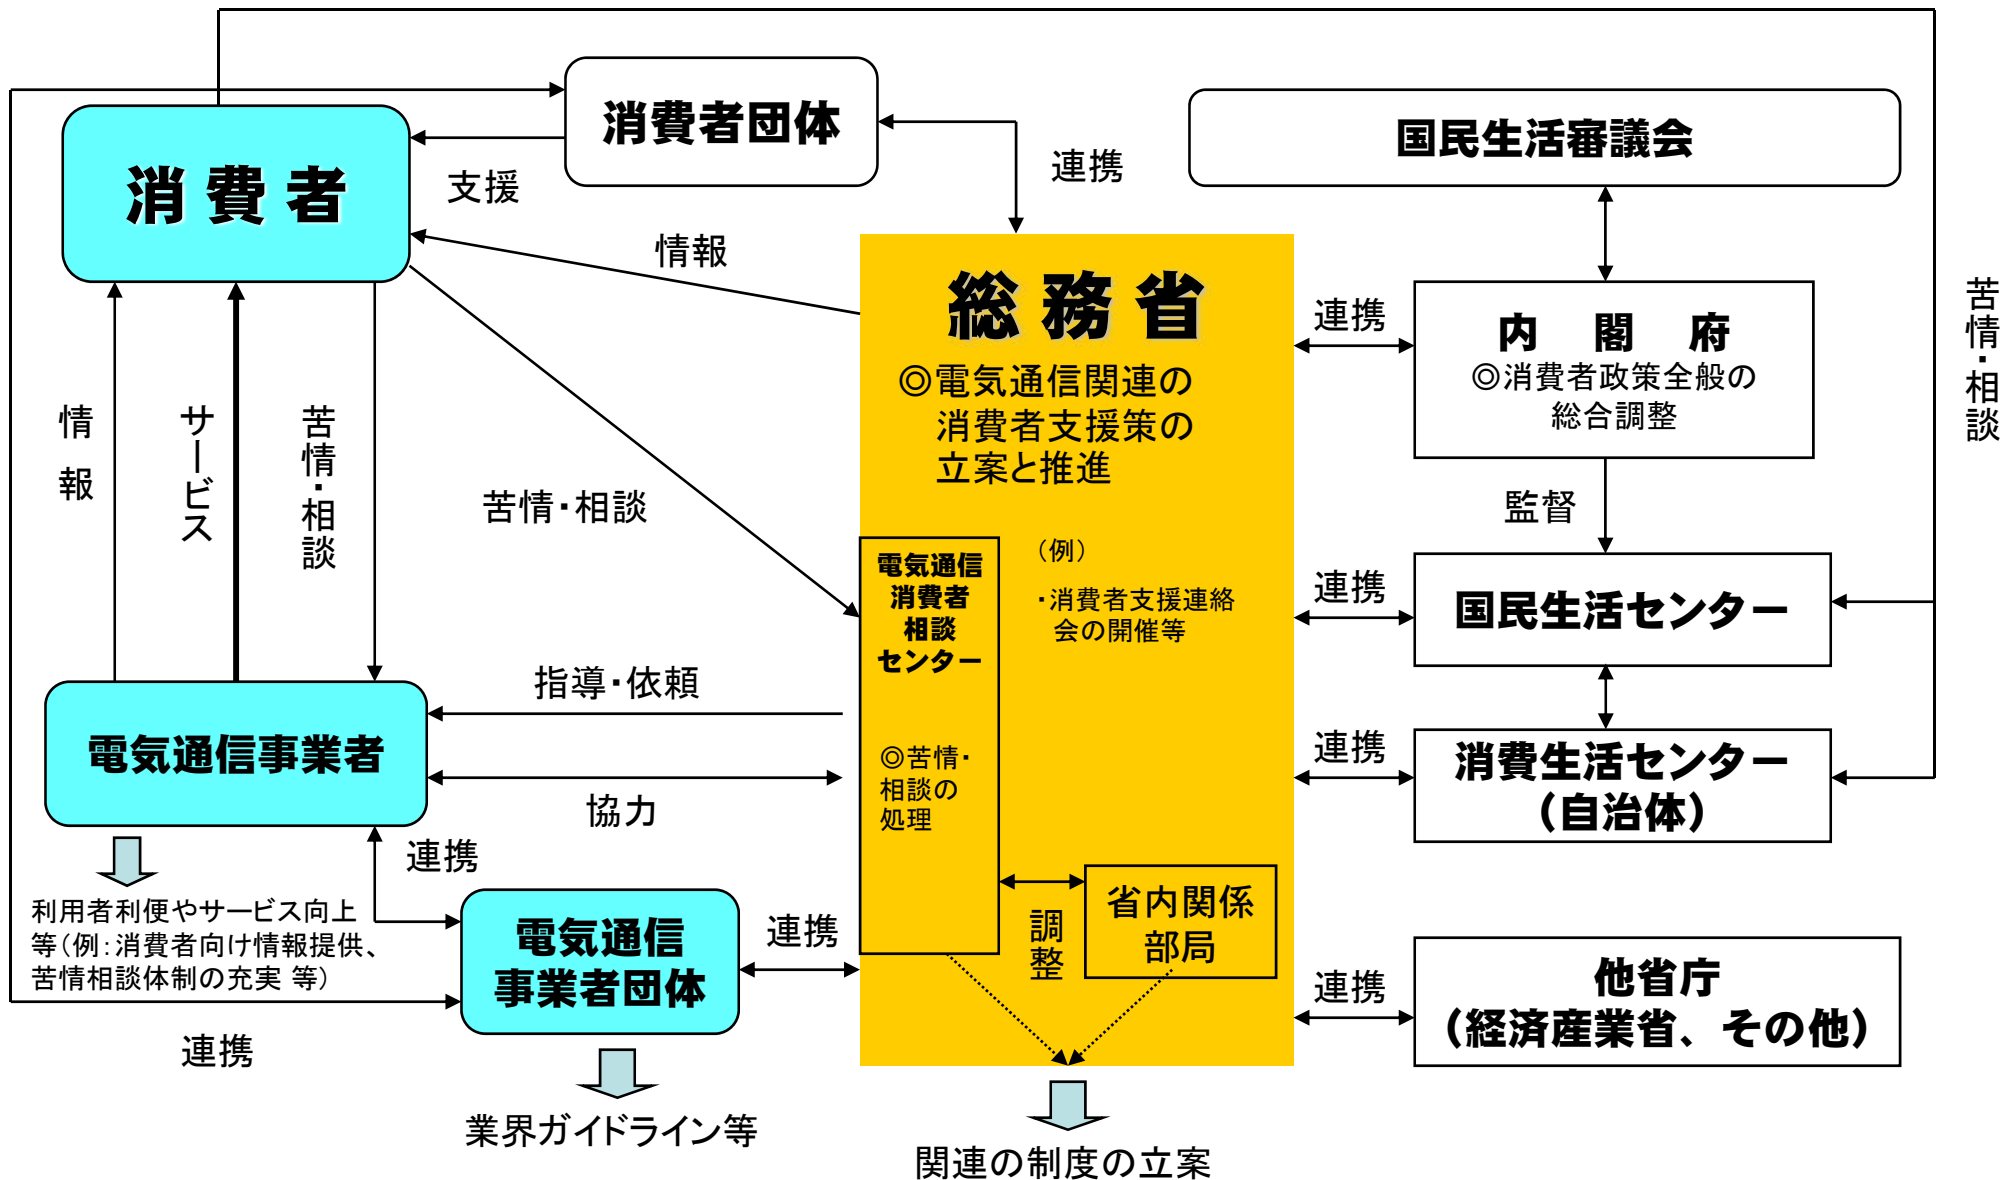 消費者団体
国民生活審議会
消 費 者
連携
支援
情報
総 務 省
◎電気通信関連の
消費者支援策の
立案と推進
連携
内 閣 府
◎消費者政策全般の
総合調整
苦情・相談
情報
サービス
苦情・相談
苦情・相談
監督
電気通信
消費者
相談
センター
(例)
・消費者支援連絡
会の開催等
連携
国民生活センター
指導・依頼
電気通信事業者
◎苦情・
相談の
処理
連携
消費生活センター
(自治体)
協力
連携
利用者利便やサービス向上
等(例:消費者向け情報提供、
苦情相談体制の充実 等)
電気通信
事業者団体
連携
調整
省内関係
部局
連携
他省庁
(経済産業省、その他)
連携
業界ガイドライン等
関連の制度の立案